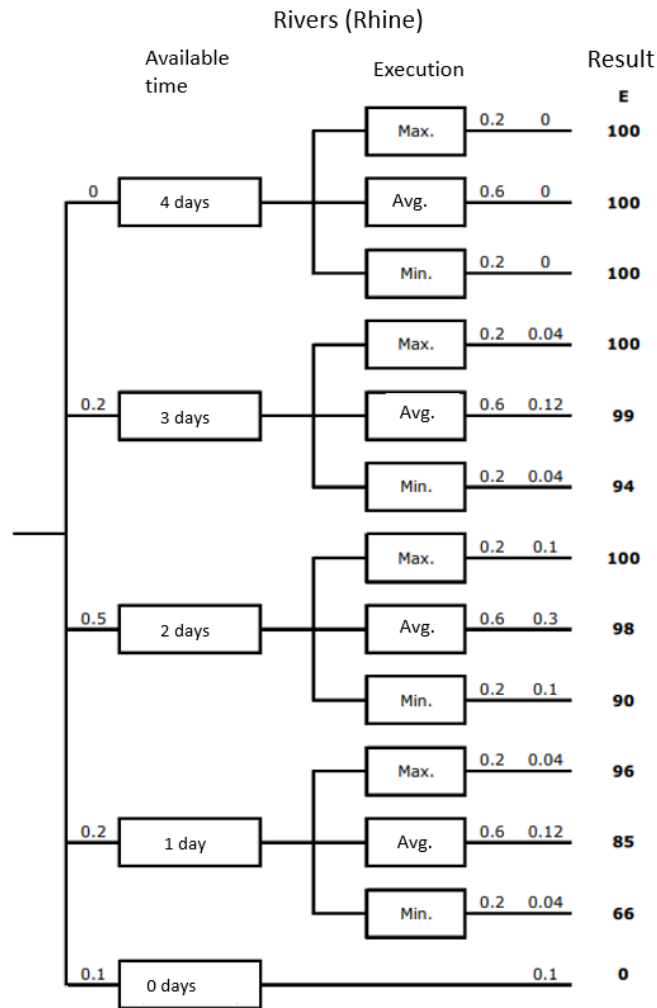 Rivers (Rhine)
Available time
Execution
Result
E
Max. 0.2 0 100
0 4 days Avg. 0.6 0 100
Min. 0.2 0 100
Max. 0.2 0.04 100
0.2 3 days Avg. 0.6 0.12 99
Min. 0.2 0.04 94
Max. 0.2 0.1 100
0.5 2 days Avg. 0.6 0.3 98
Min. 0.2 0.1 90
Max. 0.2 0.04 96
0.2 1 day Avg. 0.6 0.12 85
Min. 0.2 0.04 66
0.1 0 days 0.1 0